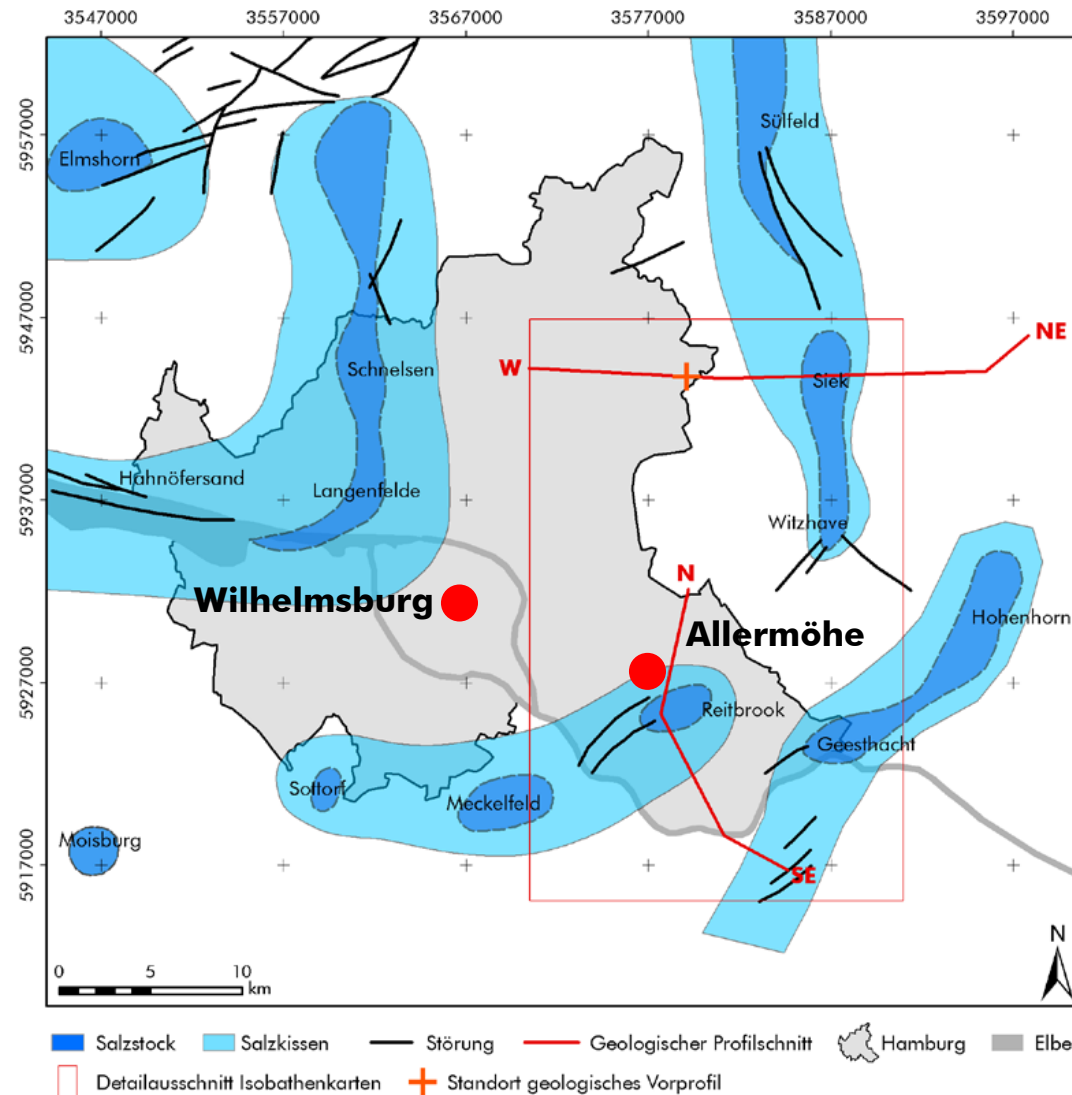 3547000 3557000 3567000 3577000 3587000 3597000
5957000
5947000
5937000
5927000
5917000
Sülfeld
Elmshorn
NE
W
Schnelsen
Siek
Hahnöfersand
Langenfelde
Witzhave
N
Wilhelmsburg
Allermöhe
Hohenhorn
Reitbrook
Geesthacht
Sottorf
Meckelfeld
Moisburg
SE
N
0 5 10
km
Salzstock Salzkissen Störung Geologischer Profilschnitt Hamburg Elbe
Detailausschnitt Isobathenkarten Standort geologisches Vorprofil